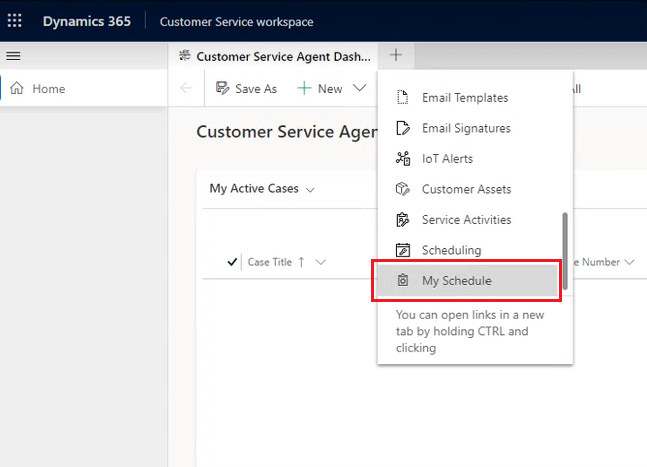 Dynamics 365
Customer Service workspace
Customer Service Agent Dash...
Home
Save As
New
All
Customer Service Agen
My Active Cases
Case Title
e Number
Email Templates
Email Signatures
IoT Alerts
Customer Assets
Service Activities
Scheduling
My Schedule
You can open links in a new
tab by holding CTRL and
clicking